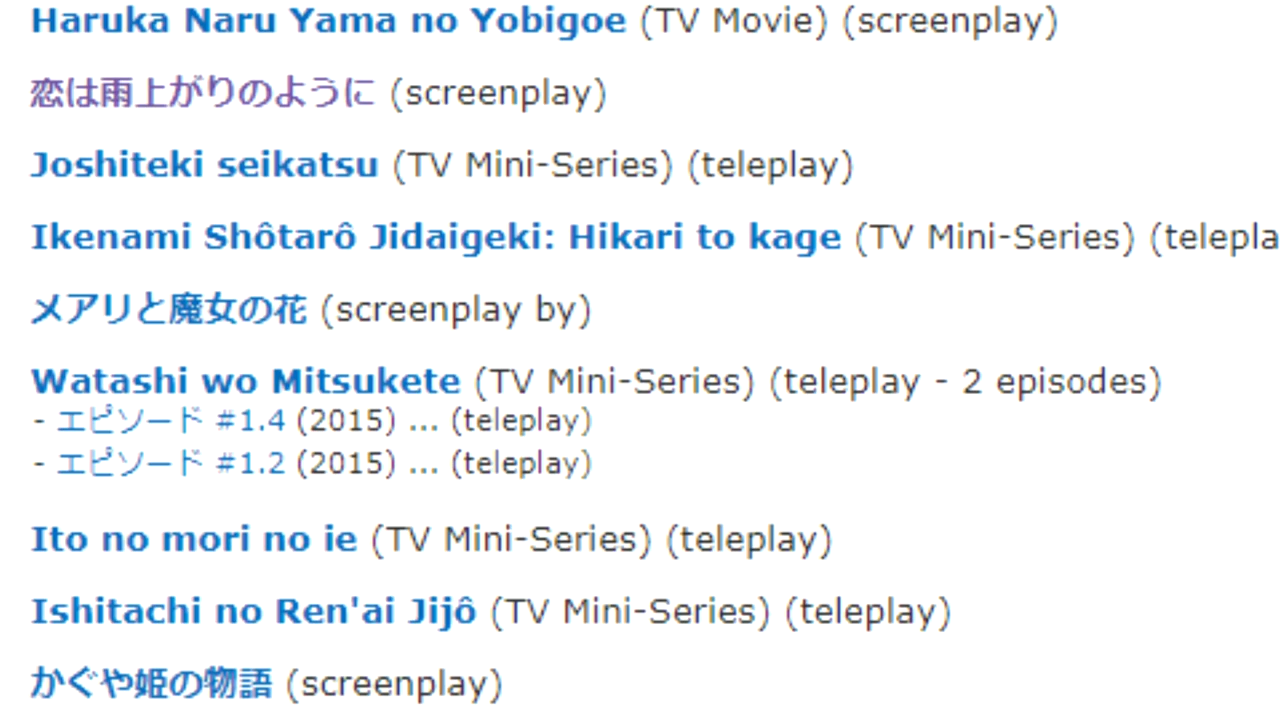 Haruka Naru Yama no Yobigoe (TV Movie) (screenplay)
恋は雨上がりのように (screenplay)
Joshiteki seikatsu (TV Mini-Series) (teleplay)
Ikenami Shôtarô Jidaigeki: Hikari to kage (TV Mini-Series) (telepla
メアリと魔女の花 (screenplay by)
Watashi wo Mitsukete (TV Mini-Series) (teleplay - 2 episodes)
- エピソード #1.4 (2015) ... (teleplay)
- エピソード #1.2 (2015) ... (teleplay)
Ito no mori no ie (TV Mini-Series) (teleplay)
Ishitachi no Ren'ai Jijô (TV Mini-Series) (teleplay)
かぐや姫の物語 (screenplay)